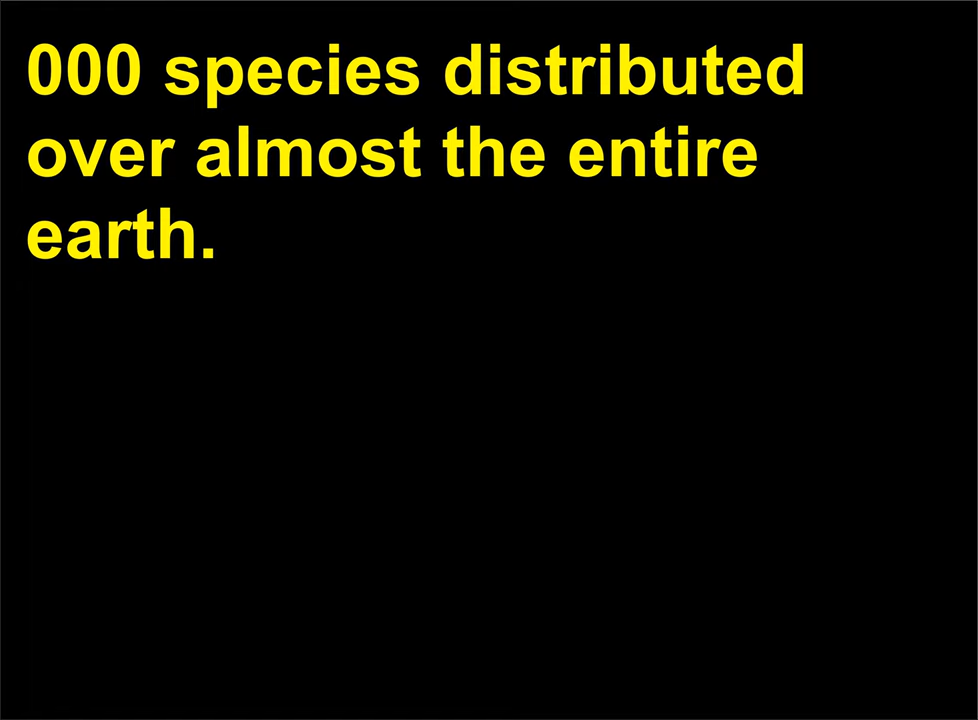 000 species distributed
over almost the entire
earth.